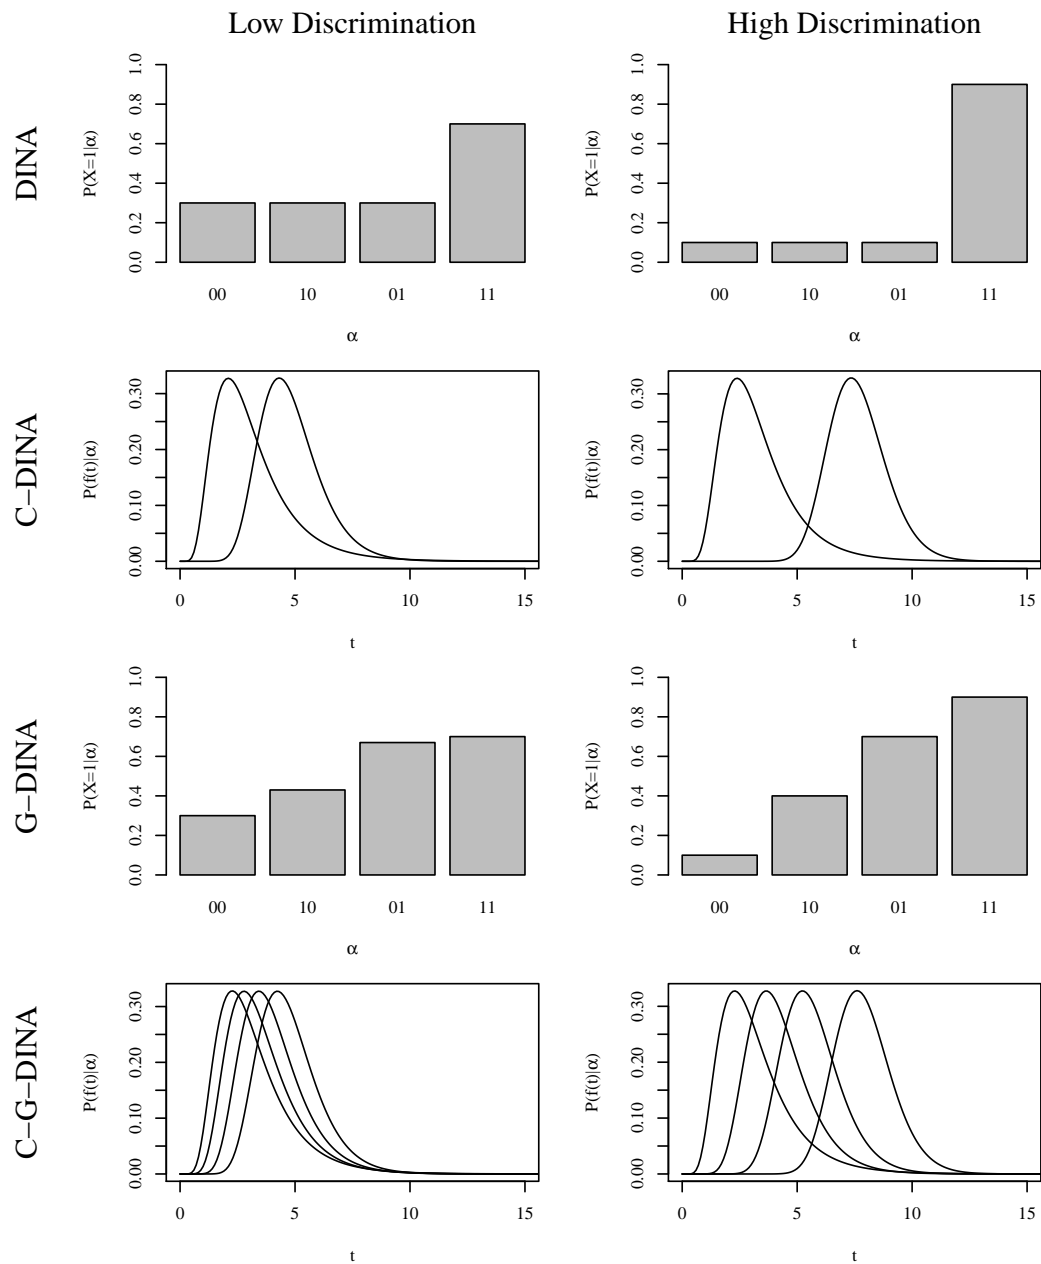 Low Discrimination
High Discrimination
DINA
P(X=1|α)
0.0 0.2 0.4 0.6 0.8 1.0
00 10 01 11
α
P(X=1|α)
0.0 0.2 0.4 0.6 0.8 1.0
00 10 01 11
α
C−DINA
P(f(t)|α)
0.00 0.10 0.20 0.30
0 5 10 15
t
P(f(t)|α)
0.00 0.10 0.20 0.30
0 5 10 15
t
G−DINA
P(X=1|α)
0.0 0.2 0.4 0.6 0.8 1.0
00 10 01 11
α
P(X=1|α)
0.0 0.2 0.4 0.6 0.8 1.0
00 10 01 11
α
C−G−DINA
P(f(t)|α)
0.00 0.10 0.20 0.30
0 5 10 15
t
P(f(t)|α)
0.00 0.10 0.20 0.30
0 5 10 15
t